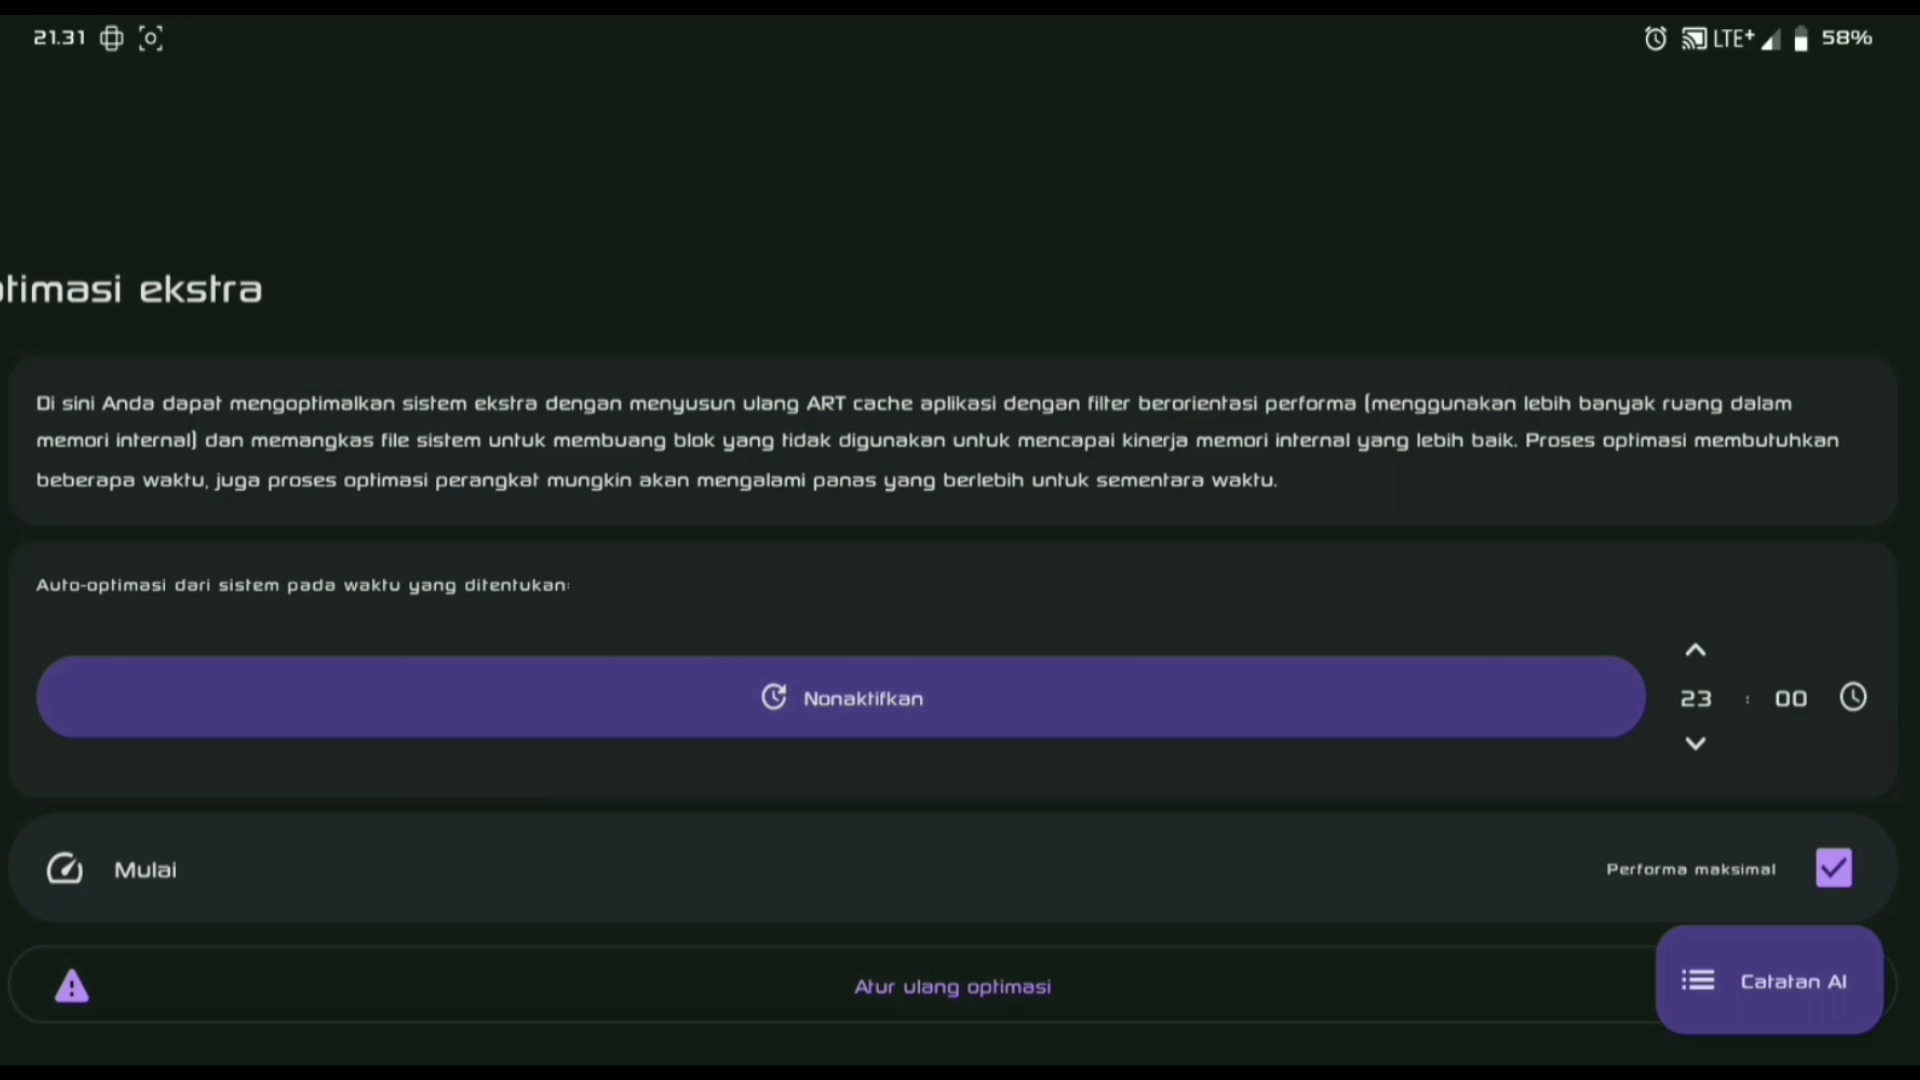 21.31
LTE+ 58%
timasi ekstra
Di sini Anda dapat mengoptimalkan sistem ekstra dengan menyusun ulang ART cache aplikasi dengan filter berorientasi performa (menggunakan lebih banyak ruang dalam
memori internal) dan memangkas file sistem untuk membuang blok yang tidak digunakan untuk mencapai kinerja memori internal yang lebih baik. Proses optimasi membutuhkan
beberapa waktu, juga proses optimasi perangkat mungkin akan mengalami panas yang berlebih untuk sementara waktu.
Auto-optimasi dari sistem pada waktu yang ditentukan:
Nonaktifkan
23 : 00
Mulai
Performa maksimal
Atur ulang optimasi
Catatan AI